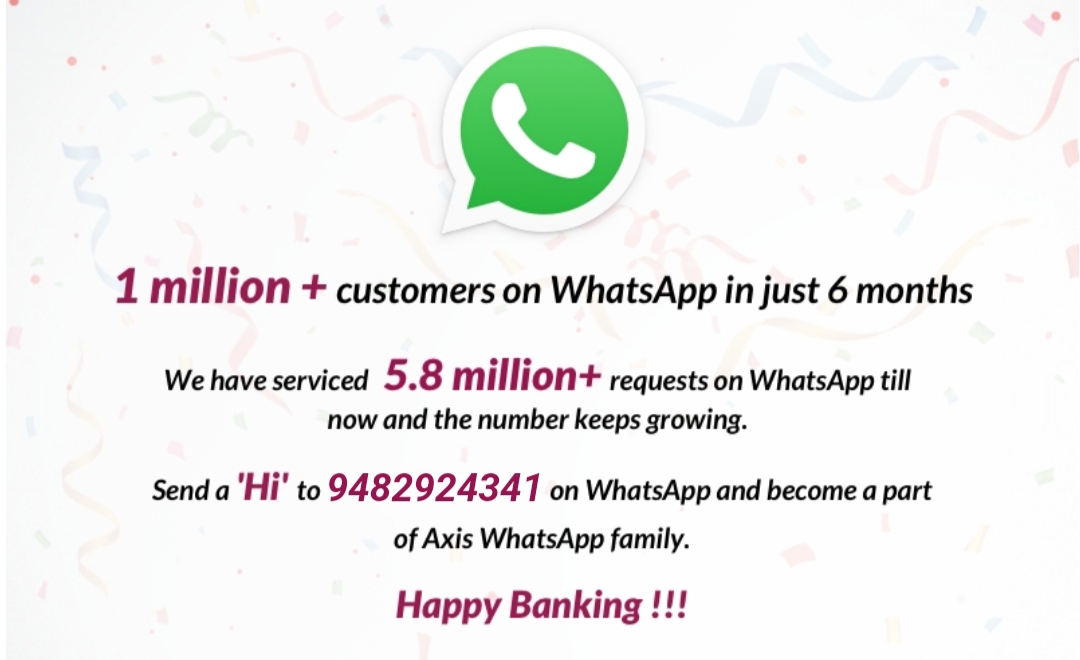 1 million + customers on WhatsApp in just 6 months
We have serviced 5.8 million+ requests on WhatsApp till
now and the number keeps growing.
Send a 'Hi' to 9482924341 on WhatsApp and become a part
of Axis WhatsApp family.
Happy Banking !!!